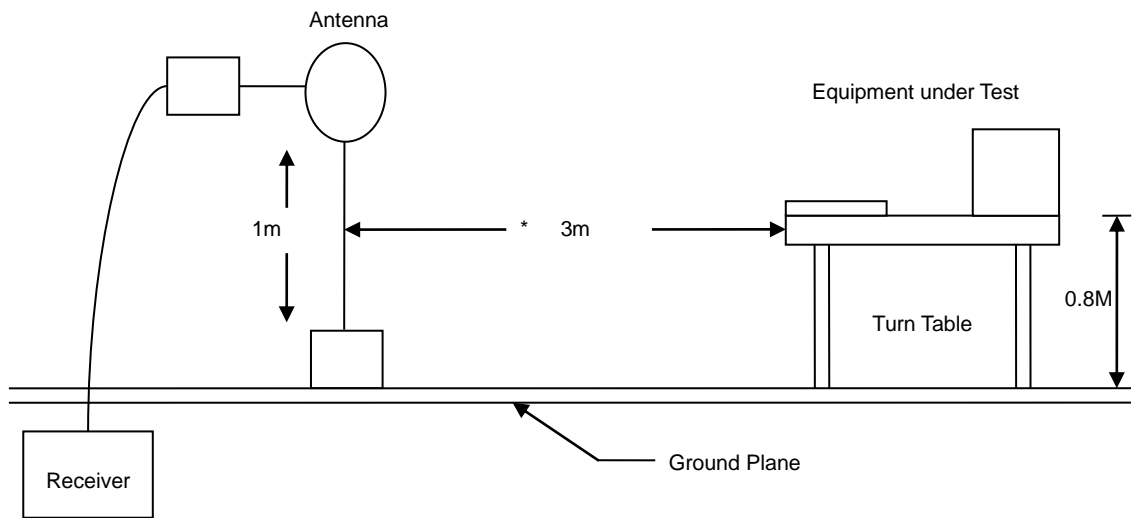 Antenna
Equipment under Test
1m
* 3m
0.8M
Turn Table
Ground Plane
Receiver